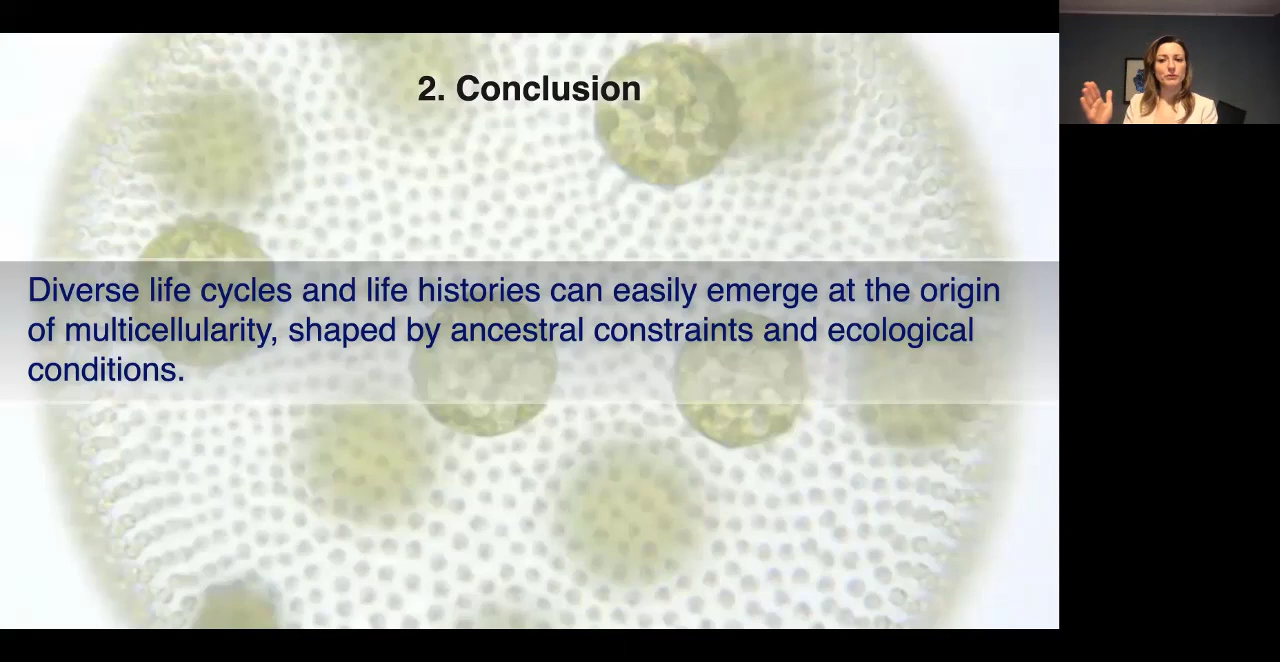 2. Conclusion
Diverse life cycles and life histories can easily emerge at the origin
of multicellularity, shaped by ancestral constraints and ecological
conditions.